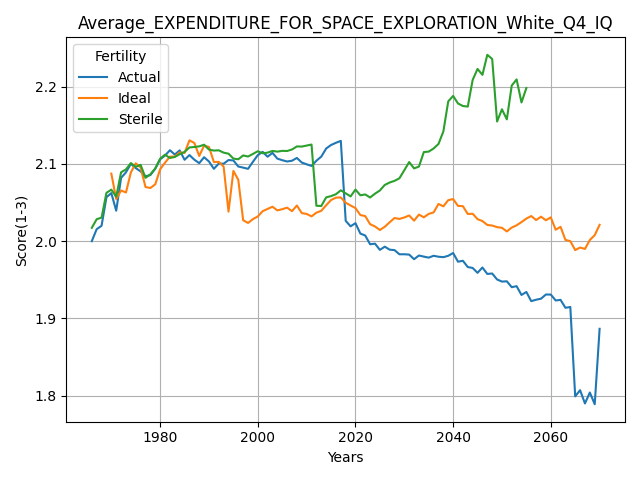 Average_EXPENDITURE_FOR_SPACE_EXPLORATION_White_Q4_IQ
Fertility
Actual
Ideal
Sterile
Score(1-3)
2.2
2.1
2.0
1.9
1.8
1980
2000
2020
2040
2060
Years